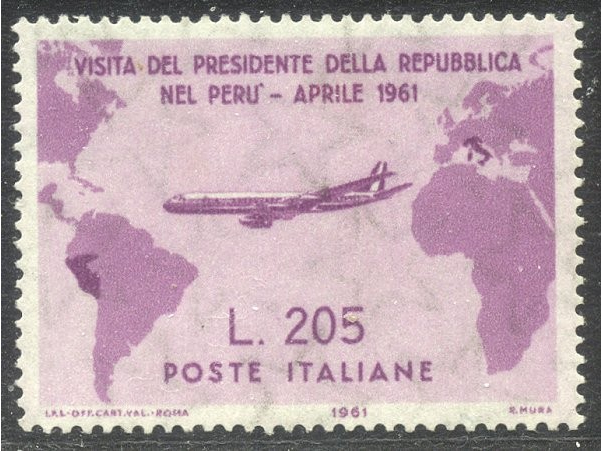 VISITA DEL PRESIDENTE DELLA REPUBBLICA
NEL PERU' - APRILE 1961
L. 205
POSTE ITALIANE
I.P.S.-OFF.CART.VAL.-ROMA 1961 R. MURA